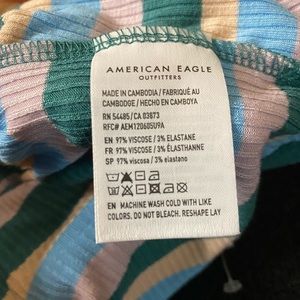 AMERICAN EAGLE
OUTFITTERS
MADE IN CAMBODIA / FABRIQUÉ AU
CAMBODGE / HECHO EN CAMBOYA
RN 54485/ CA 03873
RFC# AEM120605U9A
EN 97% VISCOSE / 3% ELASTANE
FR 97% VISCOSE / 3% ÉLASTHANNE
SP 97% viscosa / 3% elastano
EN MACHINE WASH COLD WITH LIKE
COLORS. DO NOT BLEACH. RESHAPE LAY